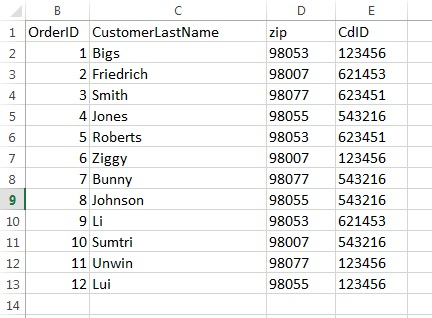 B C D E
1 OrderID CustomerLastName zip CdID
2 1 Bigs 98053 123456
3 2 Friedrich 98007 621453
4 3 Smith 98077 623451
5 4 Jones 98055 543216
6 5 Roberts 98053 623451
7 6 Ziggy 98007 123456
8 7 Bunny 98077 543216
9 8 Johnson 98055 543216
10 9 Li 98053 621453
11 10 Sumtri 98007 543216
12 11 Unwin 98077 123456
13 12 Lui 98055 123456
14